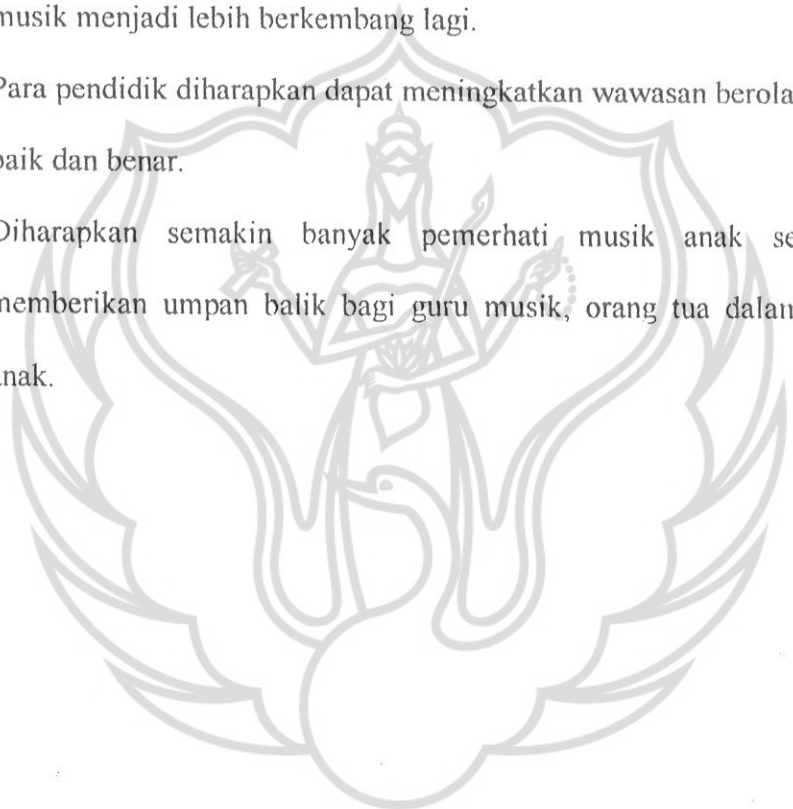 musik menjadi lebih berkembang lagi.
Para pendidik diharapkan dapat meningkatkan wawasan berola
baik dan benar.
Diharapkan semakin banyak pemerhati musik anak se
memberikan umpan balik bagi guru musik, orang tua dalam
anak.